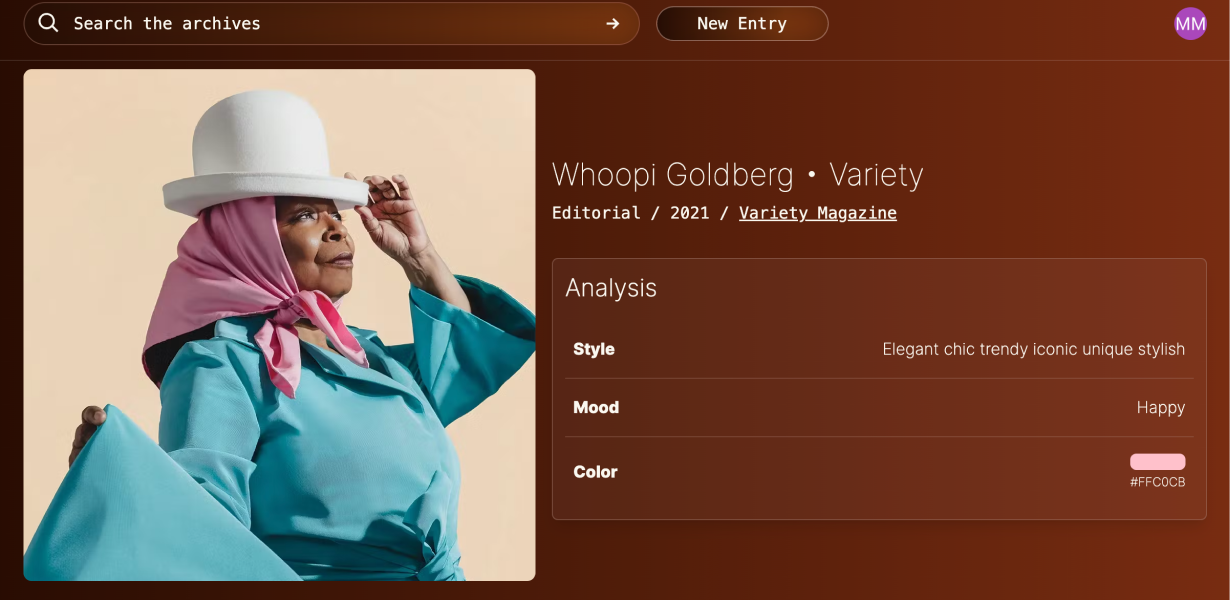 Search the archives →
New Entry
MM
Whoopi Goldberg • Variety
Editorial / 2021 / Variety Magazine
Analysis
Style Elegant chic trendy iconic unique stylish
Mood Happy
Color
#FFC0CB